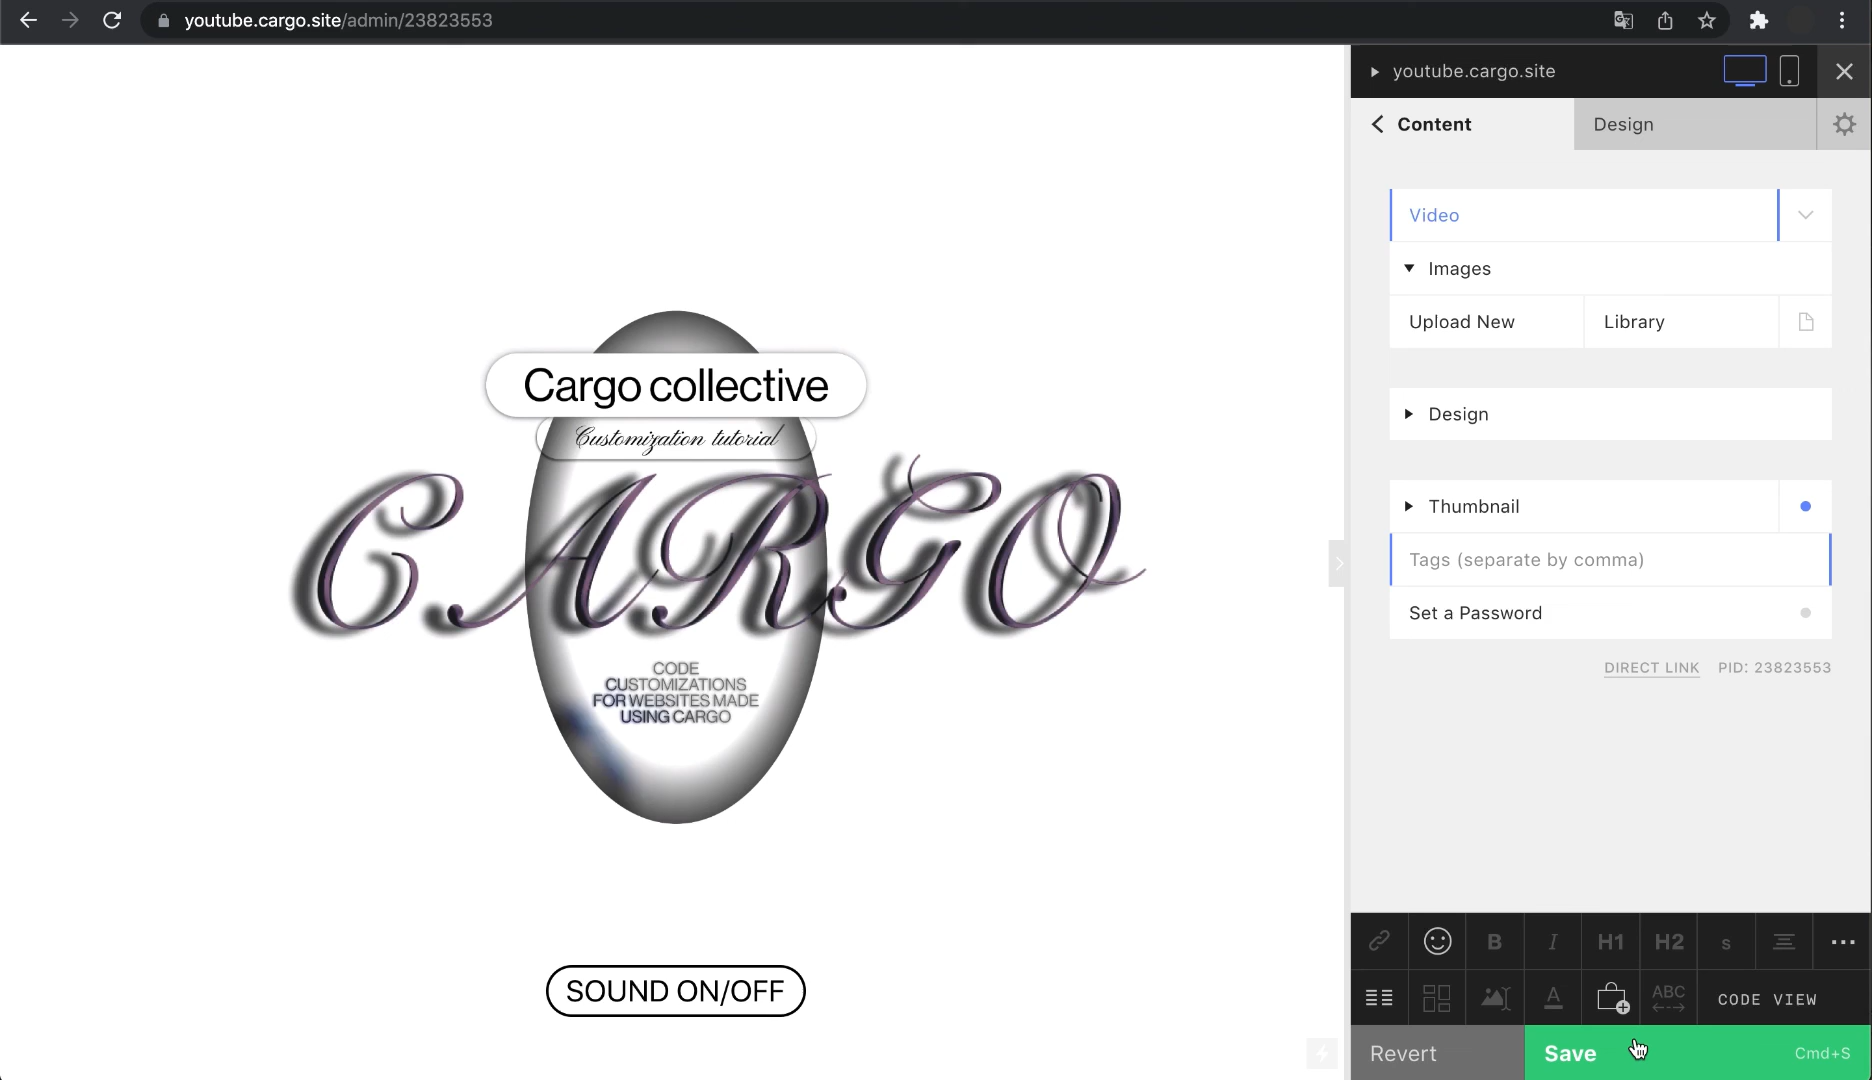 youtube.cargo.site/admin/23823553
youtube.cargo.site
Content
Design
Video
Images
Upload New
Library
Design
Thumbnail
Tags (separate by comma)
Set a Password
DIRECT LINK
PID: 23823553
Cargo collective
Customization tutorial
CARGO
CODE
CUSTOMIZATIONS
FOR WEBSITES MADE
USING CARGO
SOUND ON/OFF
B
I
H1
H2
s
A
ABC
CODE VIEW
Revert
Save
Cmd+S